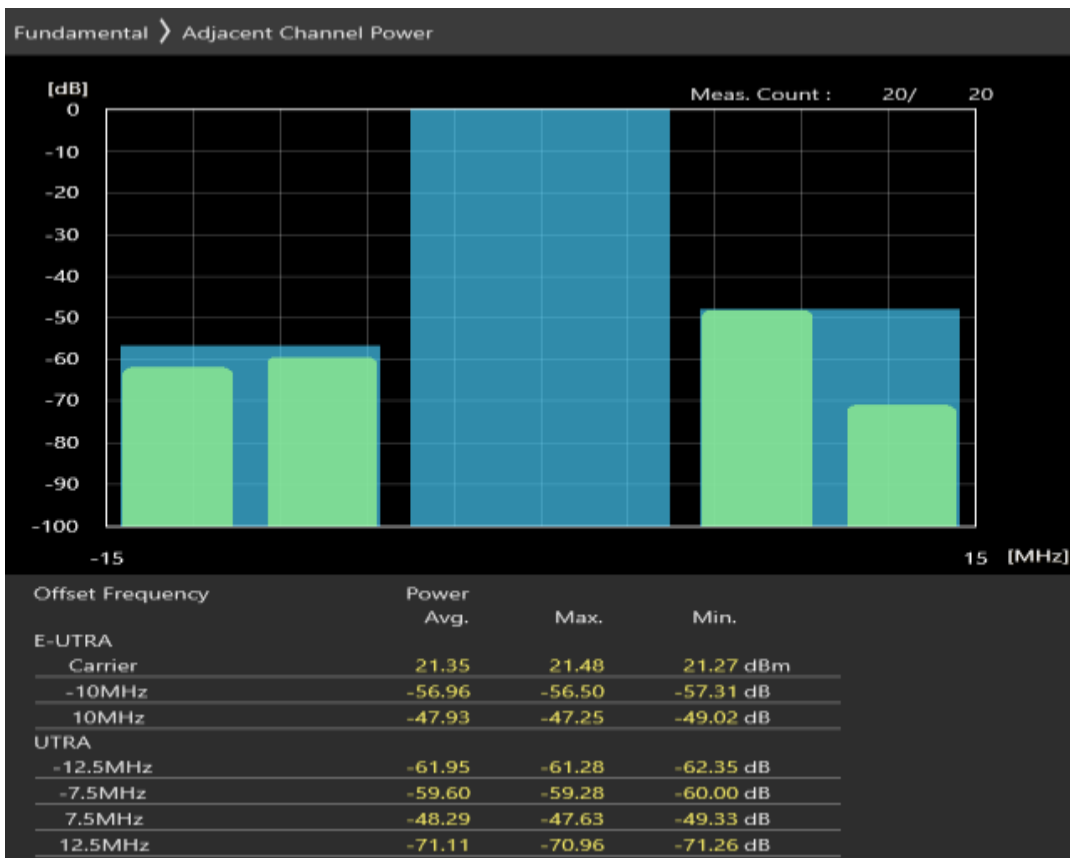 Fundamental ❯ Adjacent Channel Power
[dB]
Meas. Count : 20/ 20
0
-10
-20
-30
-40
-50
-60
-70
-80
-90
-100
-15 15 [MHz]
Offset Frequency Power
Avg. Max. Min.
E-UTRA
Carrier 21.35 21.48 21.27 dBm
-10MHz -56.96 -56.50 -57.31 dB
10MHz -47.93 -47.25 -49.02 dB
UTRA
-12.5MHz -61.95 -61.28 -62.35 dB
-7.5MHz -59.60 -59.28 -60.00 dB
7.5MHz -48.29 -47.63 -49.33 dB
12.5MHz -71.11 -70.96 -71.26 dB